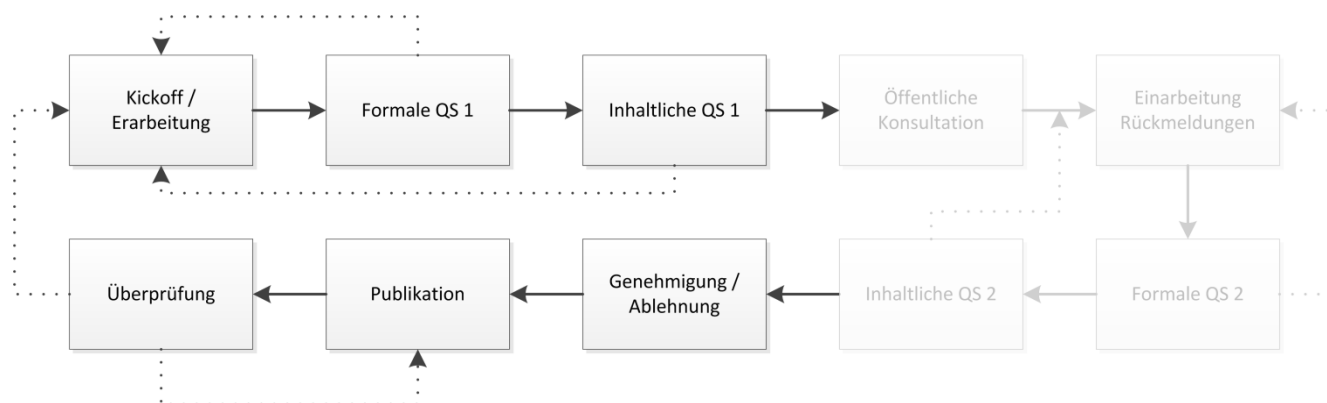 Kickoff /
Erarbeitung
Formale QS 1
Inhaltliche QS 1
Öffentliche
Konsultation
Einarbeitung
Rückmeldungen
Überprüfung
Publikation
Genehmigung /
Ablehnung
Inhaltliche QS 2
Formale QS 2